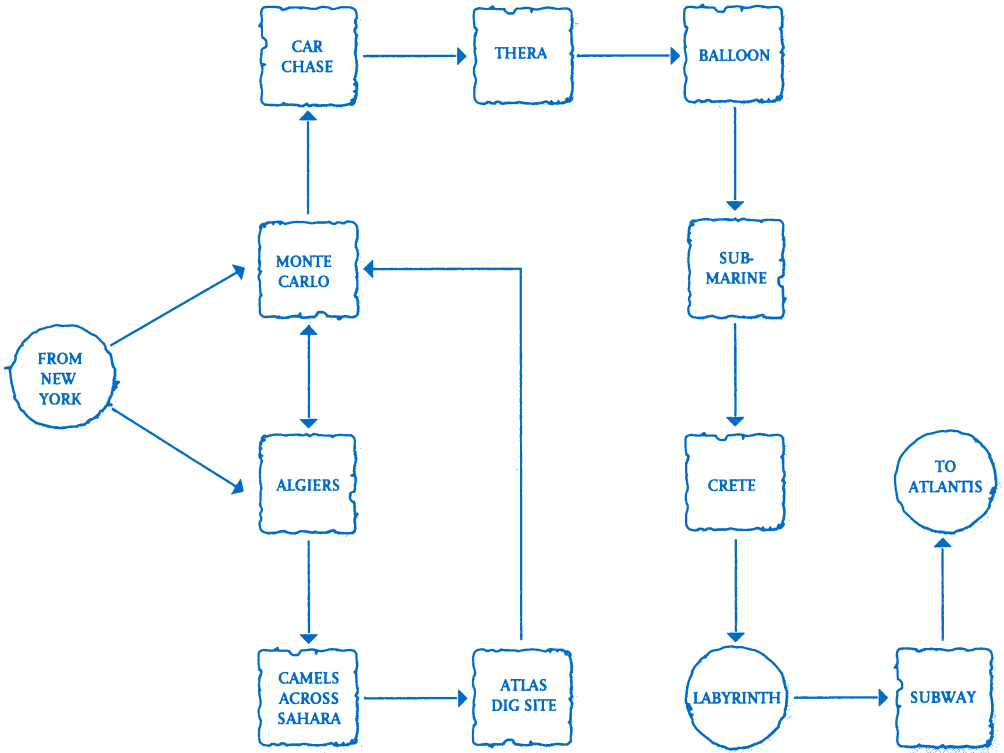 CAR
CHASE
THERA
BALLOON
MONTE
CARLO
SUB-
MARINE
FROM
NEW
YORK
ALGIERS
CRETE
TO
ATLANTIS
CAMELS
ACROSS
SAHARA
ATLAS
DIG SITE
LABYRINTH
SUBWAY